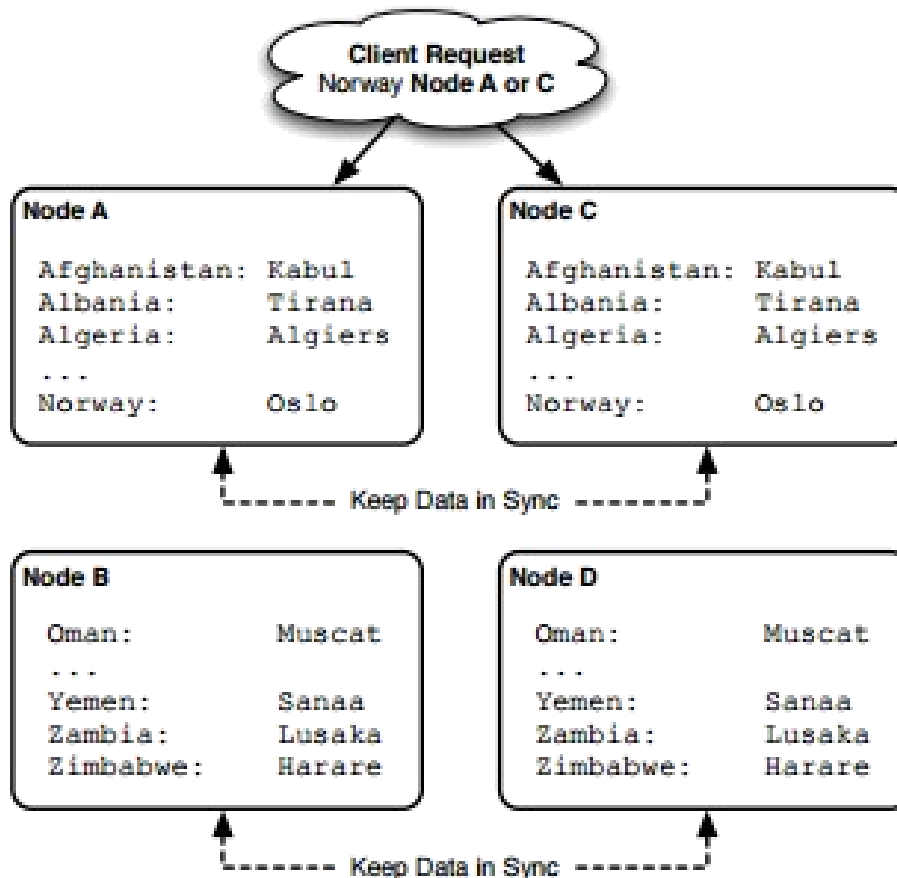 Client Request
Norway Node A or C
Node A
Afghanistan: Kabul
Albania: Tirana
Algeria: Algiers
...
Norway: Oslo
Node C
Afghanistan: Kabul
Albania: Tirana
Algeria: Algiers
...
Norway: Oslo
Keep Data in Sync
Node B
Oman: Muscat
...
Yemen: Sanaa
Zambia: Lusaka
Zimbabwe: Harare
Node D
Oman: Muscat
...
Yemen: Sanaa
Zambia: Lusaka
Zimbabwe: Harare
Keep Data in Sync